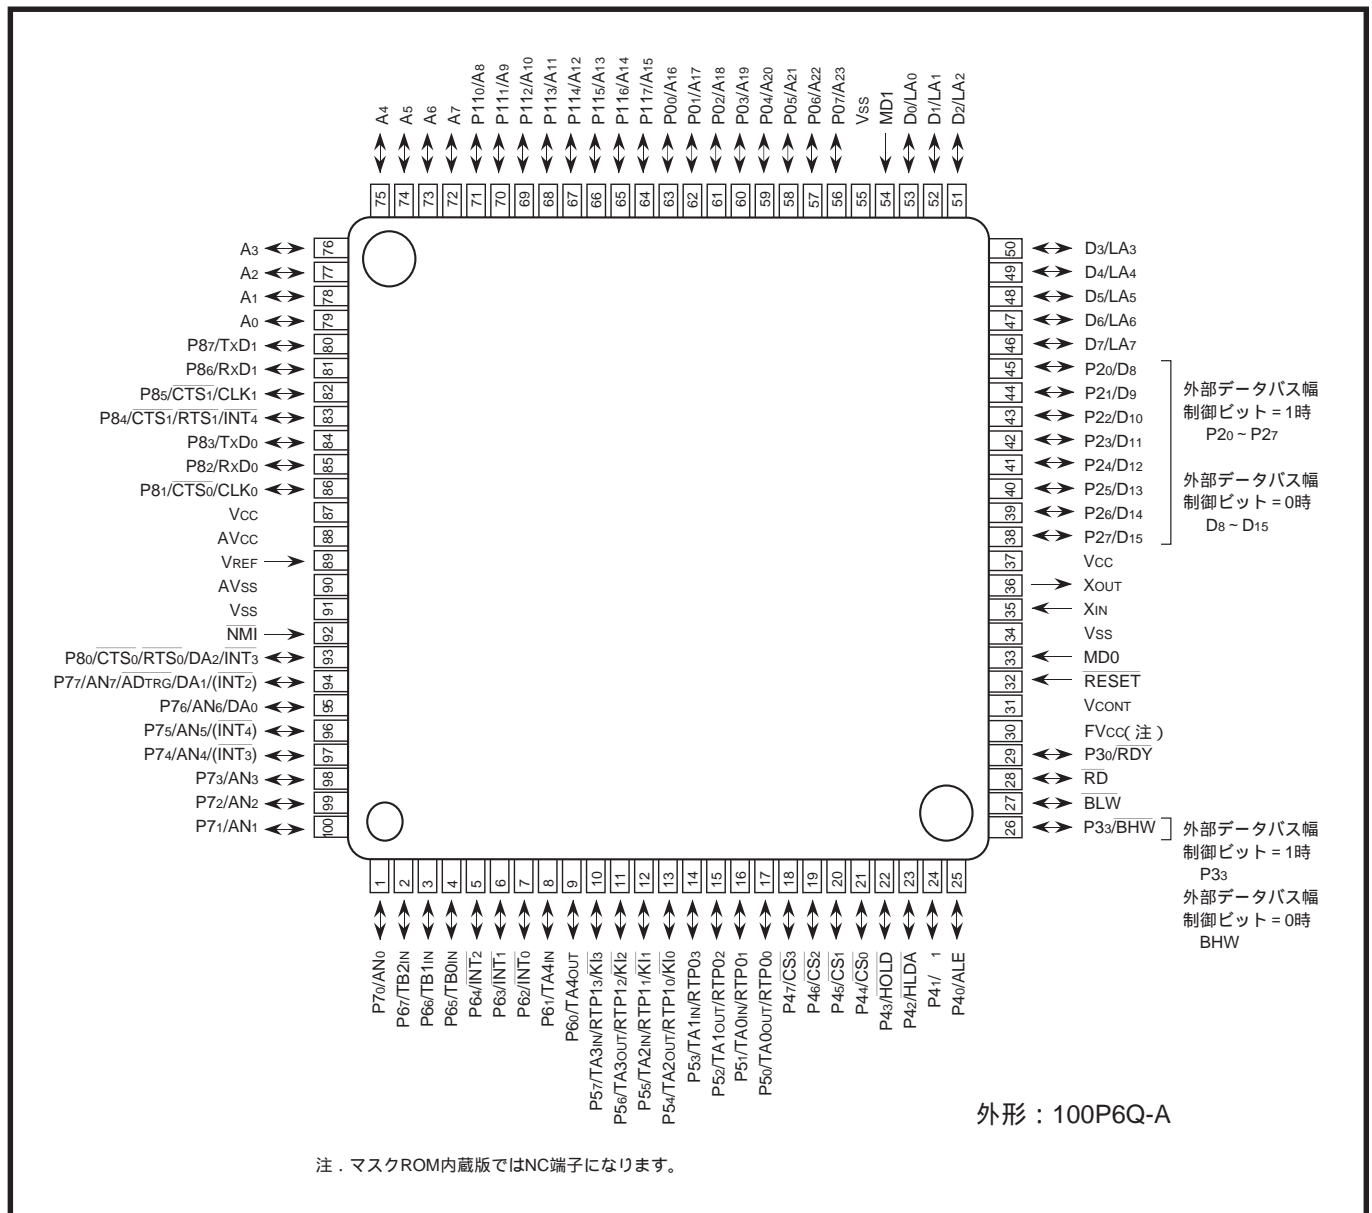 A4
A5
A6
A7
P110/A8
P111/A9
P112/A10
P113/A11
P114/A12
P115/A13
P116/A14
P117/A15
P00/A16
P01/A17
P02/A18
P03/A19
P04/A20
P05/A21
P06/A22
P07/A23
VSS
MD1
D0/LA0
D1/LA1
D2/LA2
75 74 73 72 71 70 69 68 67 66 65 64 63 62 61 60 59 58 57 56 55 54 53 52 51
A3 76
A2 77
A1 78
A0 79
P87/TXD1 80
P86/RXD1 81
P85/CTS1/CLK1 82
P84/CTS1/RTS1/INT4 83
P83/TXD0 84
P82/RXD0 85
P81/CTS0/CLK0 86
VCC 87
AVCC 88
VREF 89
AVSS 90
VSS 91
NMI 92
P80/CTS0/RTS0/DA2/INT3 93
P77/AN7/ADTRG/DA1/(INT2) 94
P76/AN6/DA0 95
P75/AN5/(INT4) 96
P74/AN4/(INT3) 97
P73/AN3 98
P72/AN2 99
P71/AN1 100
50 D3/LA3
49 D4/LA4
48 D5/LA5
47 D6/LA6
46 D7/LA7
45 P20/D8
44 P21/D9
43 P22/D10
42 P23/D11
41 P24/D12
40 P25/D13
39 P26/D14
38 P27/D15
37 VCC
36 XOUT
35 XIN
34 VSS
33 MD0
32 RESET
31 VCONT
30 FVCC(注)
29 P30/RDY
28 RD
27 BLW
26 P33/BHW
外部データバス幅
制御ビット = 1時
P20 ~ P27
外部データバス幅
制御ビット = 0時
D8 ~ D15
外部データバス幅
制御ビット = 1時
P33
外部データバス幅
制御ビット = 0時
BHW
1 2 3 4 5 6 7 8 9 10 11 12 13 14 15 16 17 18 19 20 21 22 23 24 25
P70/AN0
P67/TB2IN
P66/TB1IN
P65/TB0IN
P64/INT2
P63/INT1
P62/INT0
P61/TA4IN
P60/TA4OUT
P57/TA3IN/RTP13/KI3
P56/TA3OUT/RTP12/KI2
P55/TA2IN/RTP11/KI1
P54/TA2OUT/RTP10/KI0
P53/TA1IN/RTP03
P52/TA1OUT/RTP02
P51/TA0IN/RTP01
P50/TA0OUT/RTP00
P47/CS3
P46/CS2
P45/CS1
P44/CS0
P43/HOLD
P42/HLDA
P41/ 1
P40/ALE
外形：100P6Q-A
注．マスクROM内蔵版ではNC端子になります。